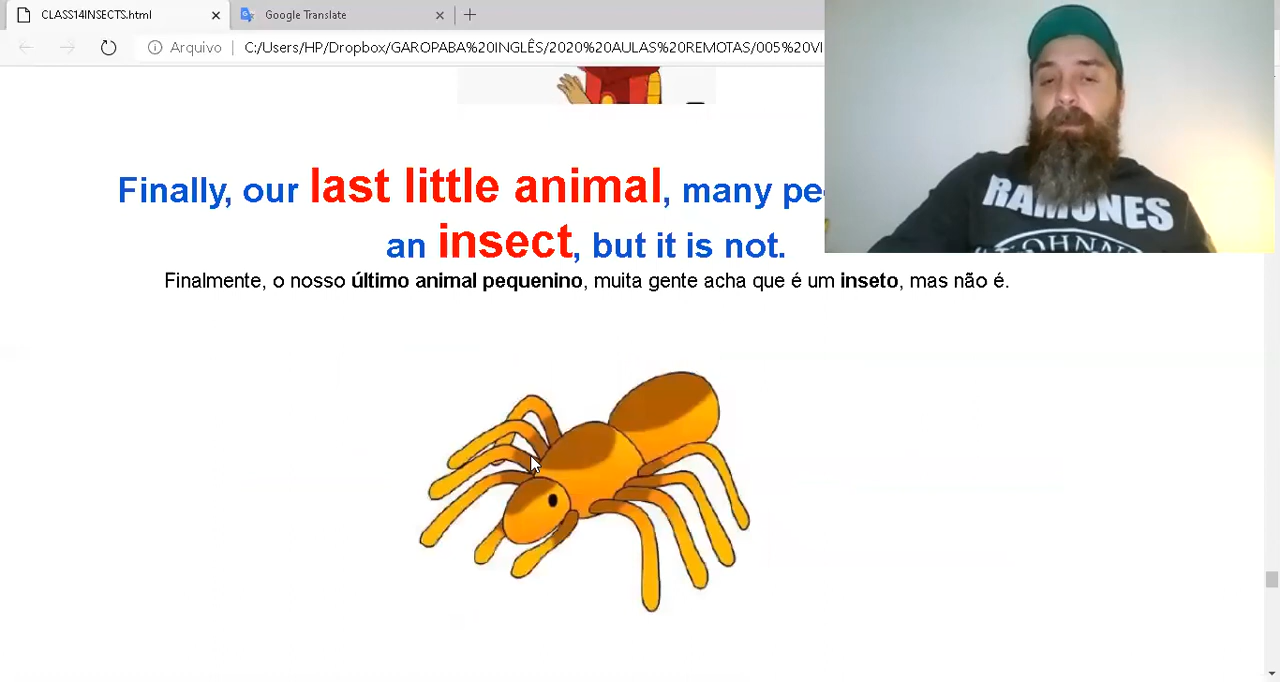 CLASS14INSECTS.html
Google Translate
Arquivo
C:/Users/HP/Dropbox/GAROPABA%20INGLÊS/2020%20AULAS%20REMOTAS/005%20VI
Finally, our last little animal, many pe
an insect, but it is not.
Finalmente, o nosso último animal pequenino, muita gente acha que é um inseto, mas não é.
RAMONES